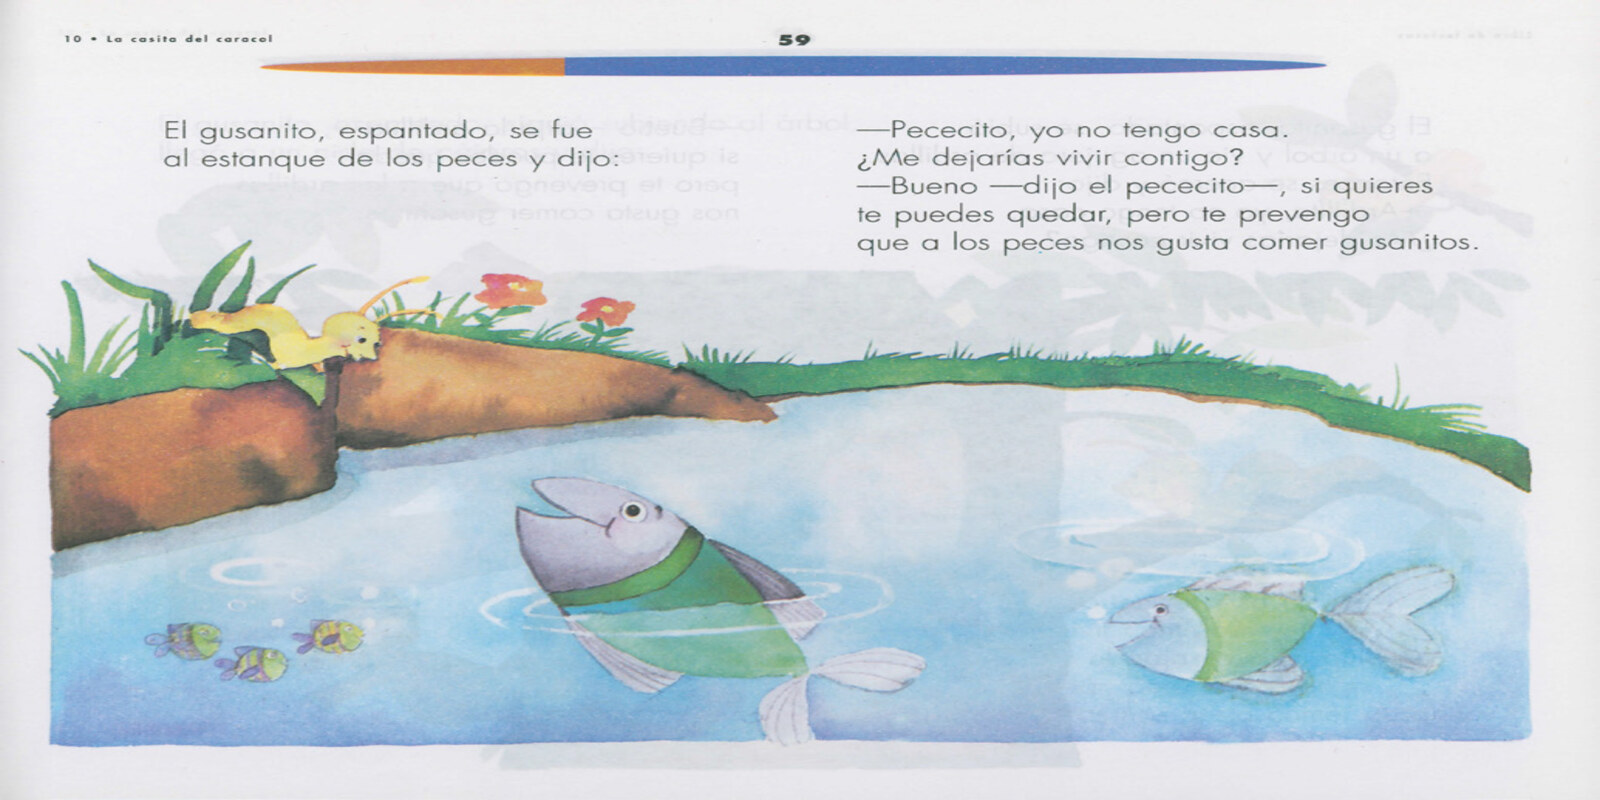 10 • La casita del caracol
59
El gusanito, espantado, se fue
al estanque de los peces y dijo:
—Pececito, yo no tengo casa.
¿Me dejarías vivir contigo?
—Bueno —dijo el pececito—, si quieres
te puedes quedar, pero te prevengo
que a los peces nos gusta comer gusanitos.